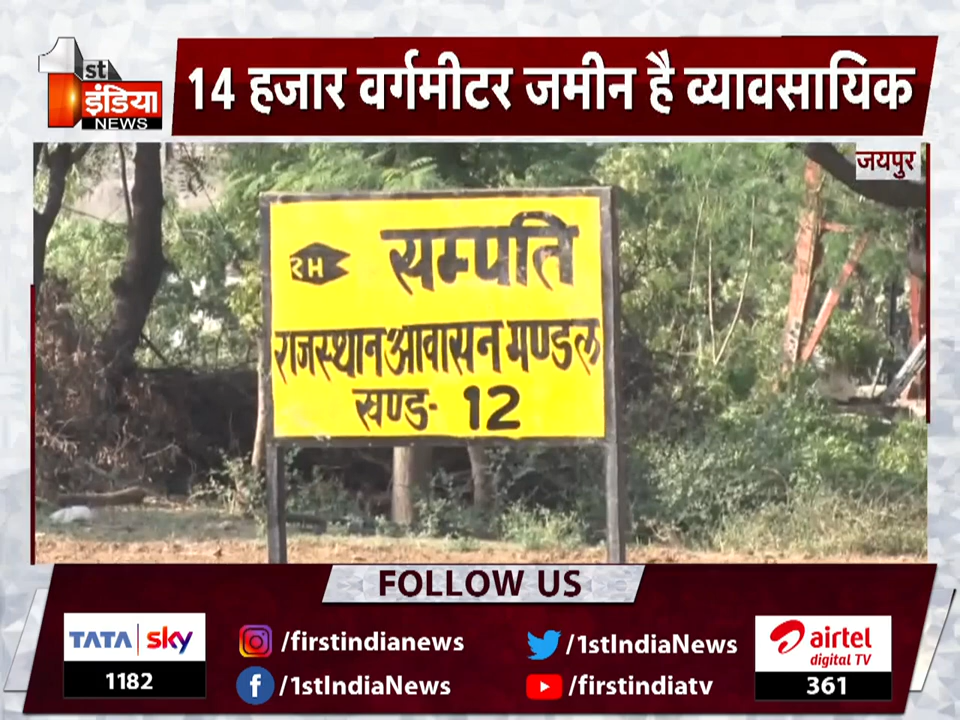 1st
इंडिया
NEWS
14 हजार वर्गमीटर जमीन है व्यावसायिक
जयपुर
RH सम्पति
राजस्थान आवासन मण्डल
खण्ड- 12
FOLLOW US
TATA sky
1182
/firstindianews
/1stIndiaNews
/1stIndiaNews
/firstindiatv
airtel
digital TV
361